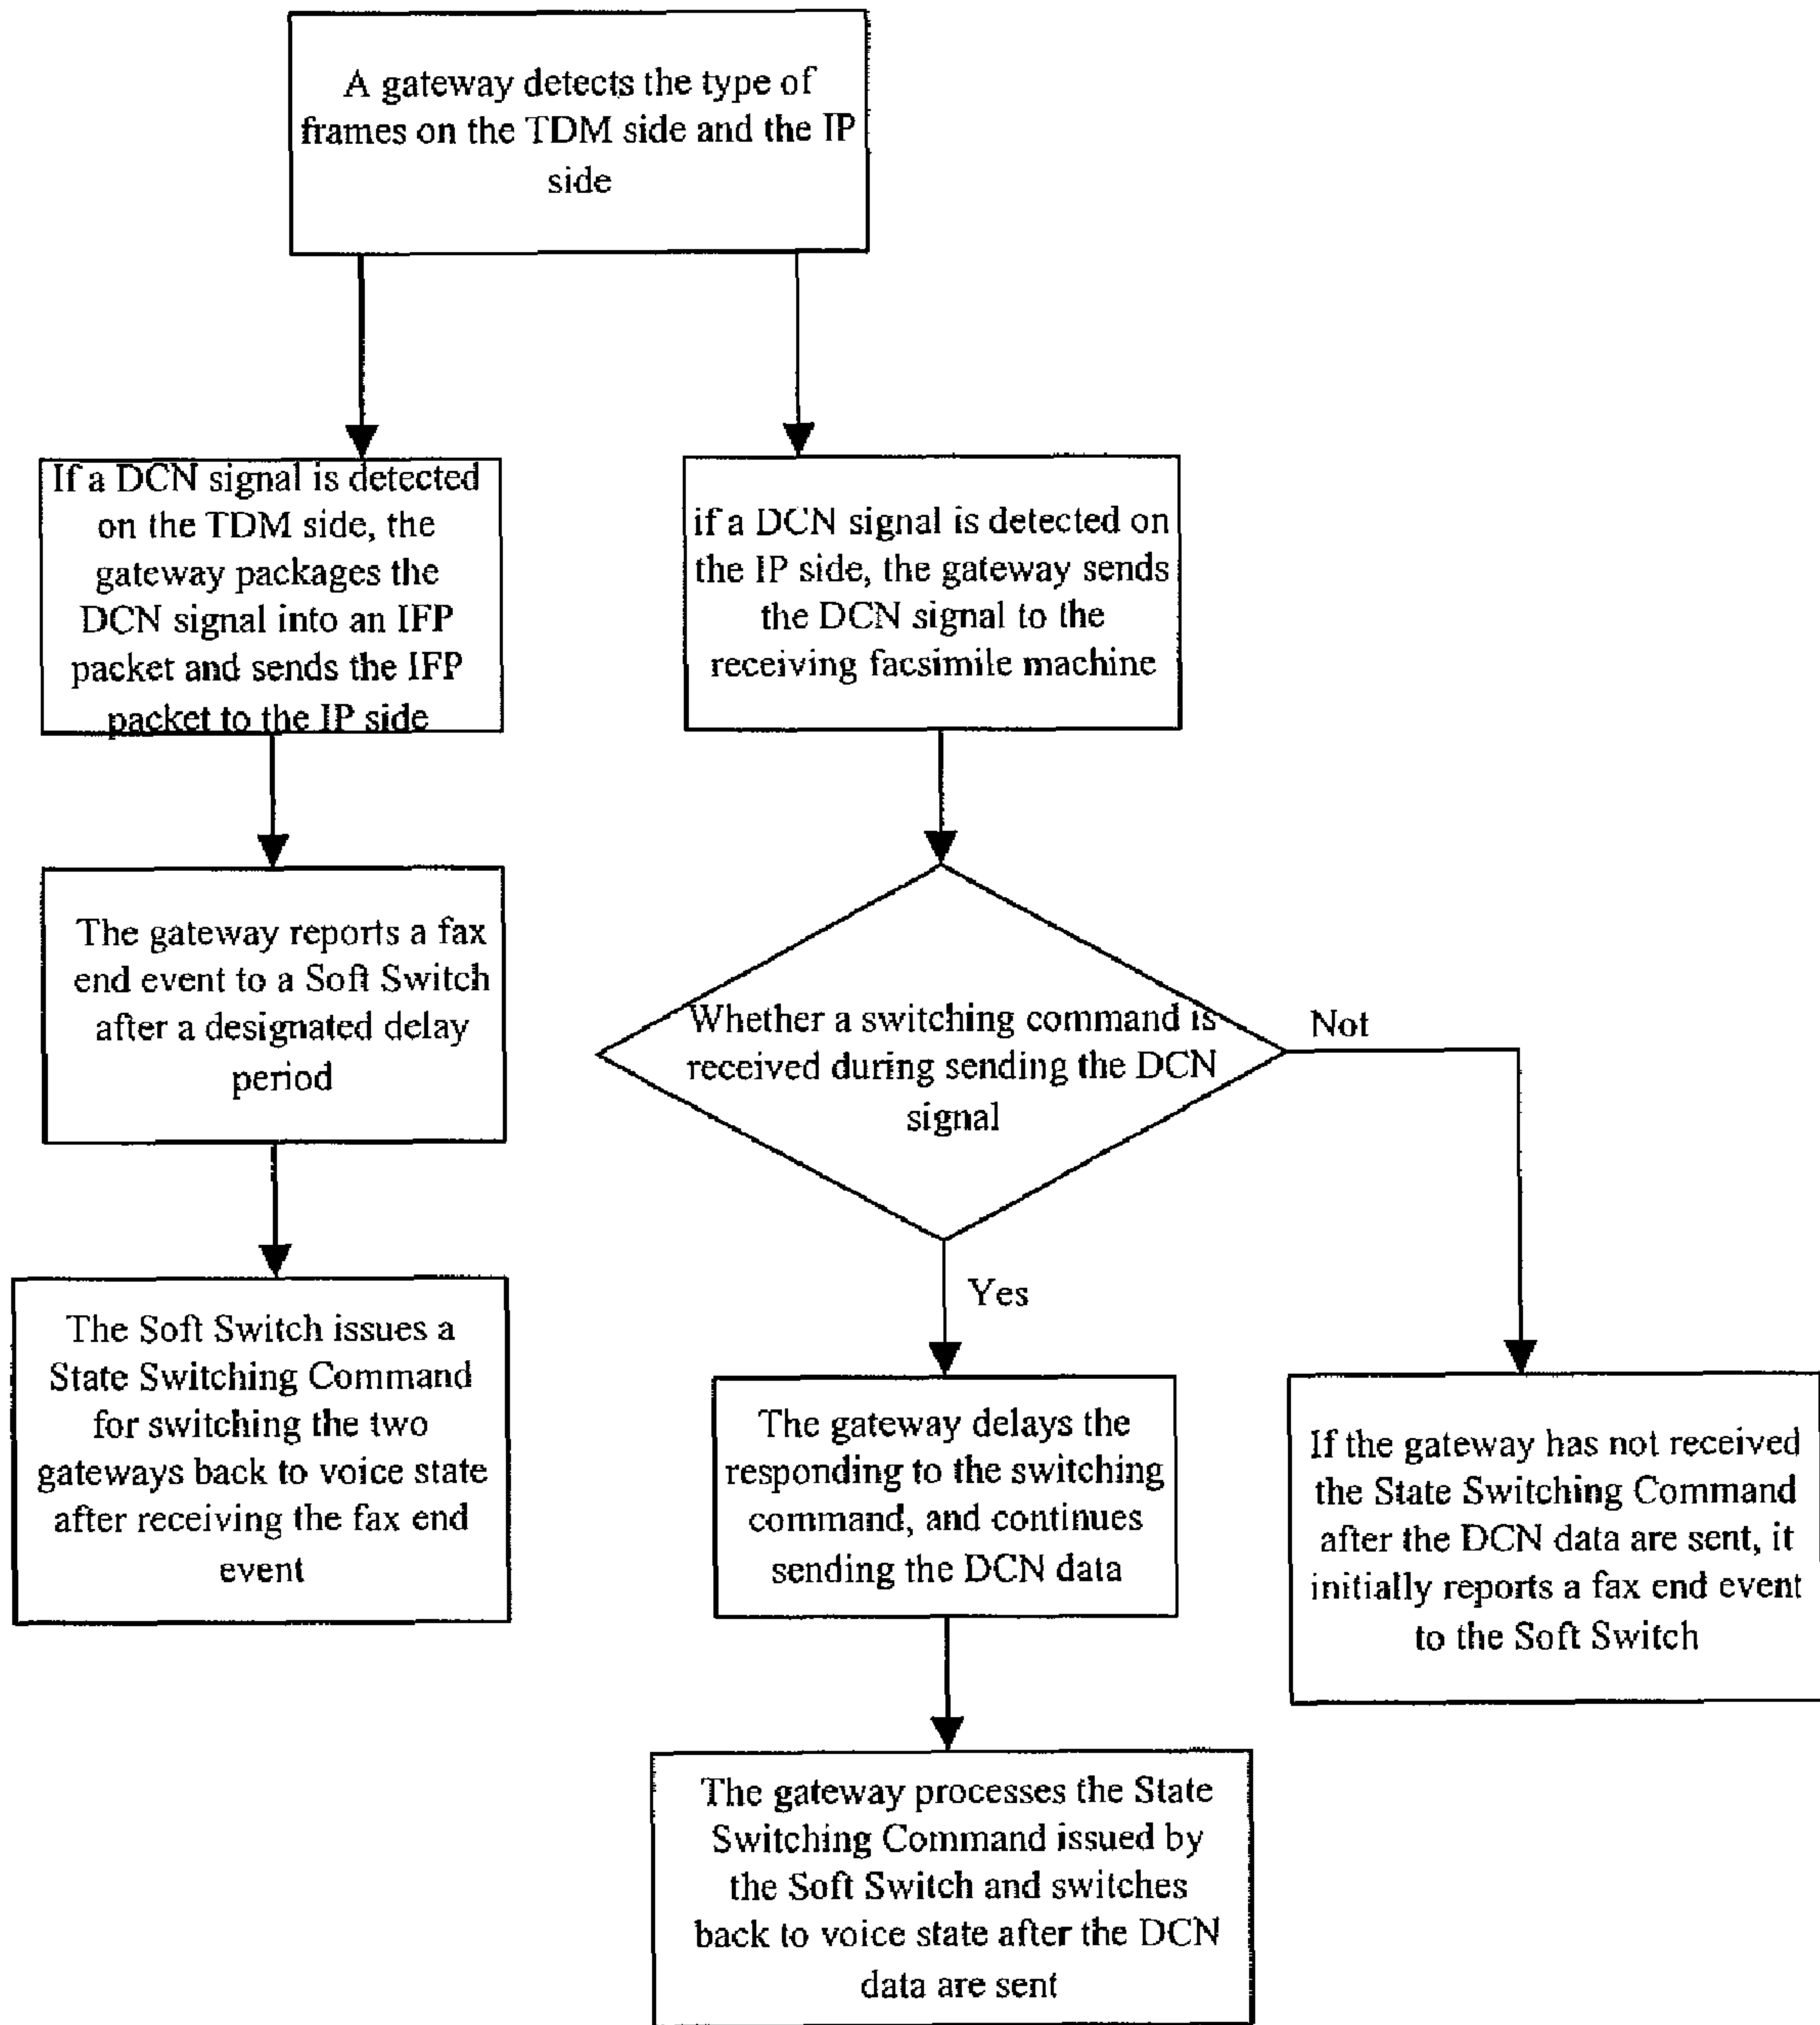 A gateway detects the type of
frames on the TDM side and the IP
side
If a DCN signal is detected
on the TDM side, the
gateway packages the
DCN signal into an IFP
packet and sends the IFP
packet to the IP side
if a DCN signal is detected on
the IP side, the gateway sends
the DCN signal to the
receiving facsimile machine
The gateway reports a fax
end event to a Soft Switch
after a designated delay
period
Whether a switching command is
received during sending the DCN
signal
Not
Yes
The Soft Switch issues a
State Switching Command
for switching the two
gateways back to voice state
after receiving the fax end
event
The gateway delays the
responding to the switching
command, and continues
sending the DCN data
If the gateway has not received
the State Switching Command
after the DCN data are sent, it
initially reports a fax end event
to the Soft Switch
The gateway processes the State
Switching Command issued by
the Soft Switch and switches
back to voice state after the DCN
data are sent